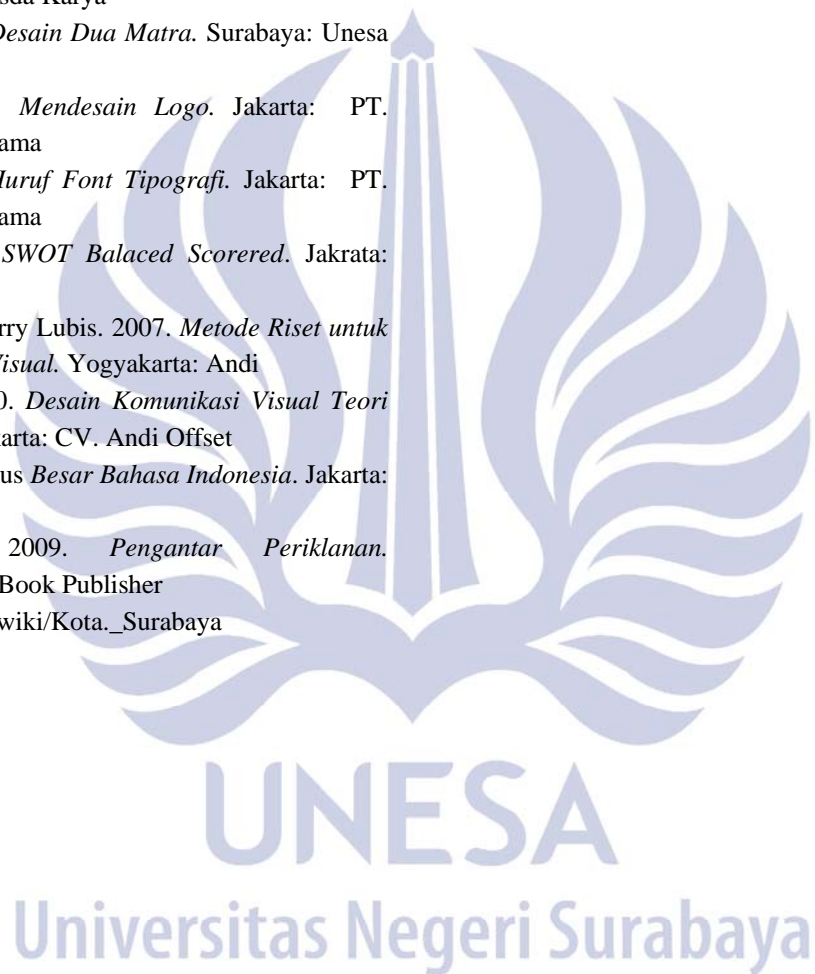 sda Karya
Desain Dua Matra. Surabaya: Unesa
Mendesain Logo. Jakarta: PT.
ama
Huruf Font Tipografi. Jakarta: PT.
ama
SWOT Balaced Scorered. Jakrata:
rry Lubis. 2007. Metode Riset untuk
Visual. Yogyakarta: Andi
0. Desain Komunikasi Visual Teori
karta: CV. Andi Offset
us Besar Bahasa Indonesia. Jakarta:
2009. Pengantar Periklanan.
Book Publisher
wiki/Kota._Surabaya
UNESA
Universitas Negeri Surabaya